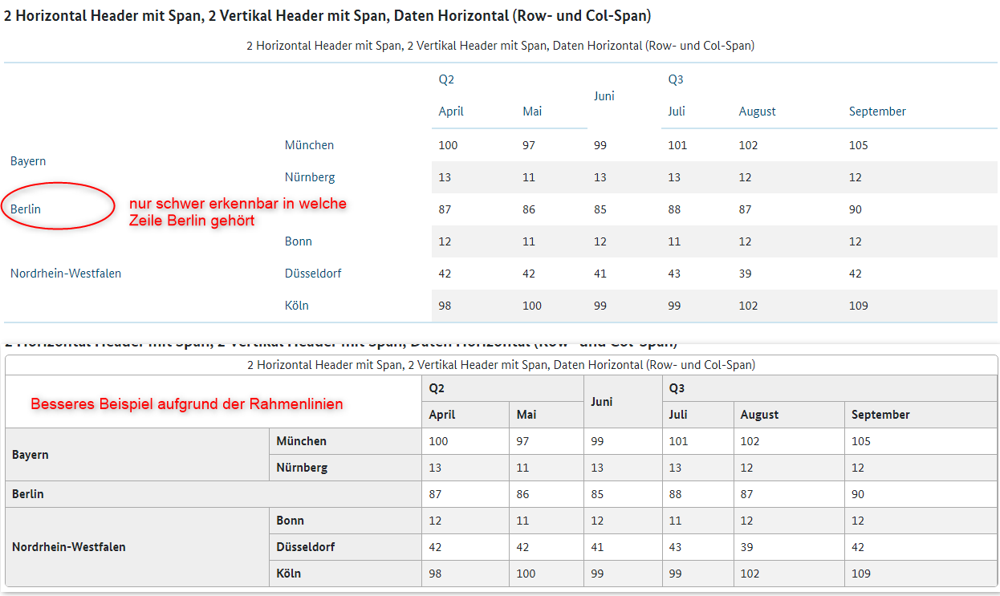 2 Horizontal Header mit Span, 2 Vertikal Header mit Span, Daten Horizontal (Row- und Col-Span)
2 Horizontal Header mit Span, 2 Vertikal Header mit Span, Daten Horizontal (Row- und Col-Span)
Q2 Juni Q3
April Mai Juli August September
Bayern München 100 97 99 101 102 105
Nürnberg 13 11 13 13 12 12
Berlin 87 86 85 88 87 90
nur schwer erkennbar in welche
Zeile Berlin gehört
Bonn 12 11 12 11 12 12
Nordrhein-Westfalen Düsseldorf 42 42 41 43 39 42
Köln 98 100 99 99 102 109
2 Horizontal Header mit Span, 2 Vertikal Header mit Span, Daten Horizontal (Row- und Col-Span)
2 Horizontal Header mit Span, 2 Vertikal Header mit Span, Daten Horizontal (Row- und Col-Span)
Besseres Beispiel aufgrund der Rahmenlinien
Q2 Juni Q3
April Mai Juli August September
Bayern München 100 97 99 101 102 105
Nürnberg 13 11 13 13 12 12
Berlin 87 86 85 88 87 90
Nordrhein-Westfalen Bonn 12 11 12 11 12 12
Düsseldorf 42 42 41 43 39 42
Köln 98 100 99 99 102 109